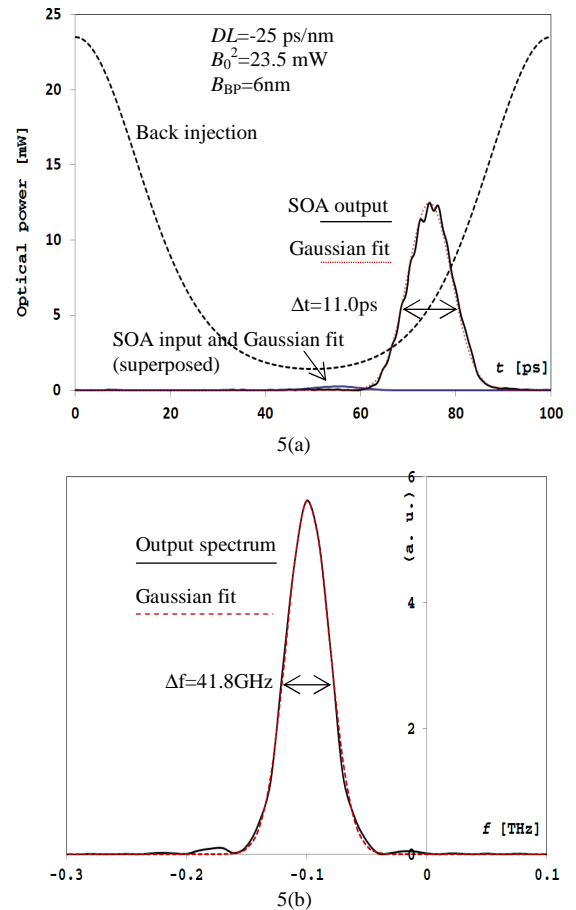 25
20
15
10
5
0
Optical power [mW]
DL=-25 ps/nm
B₀²=23.5 mW
B_BP=6nm
Back injection
SOA output
Gaussian fit
Δt=11.0ps
SOA input and Gaussian fit
(superposed)
t [ps]
0 20 40 60 80 100
5(a)
6
4
2
0
(a. u.)
Output spectrum
Gaussian fit
Δf=41.8GHz
f [THz]
-0.3 -0.2 -0.1 0 0.1
5(b)